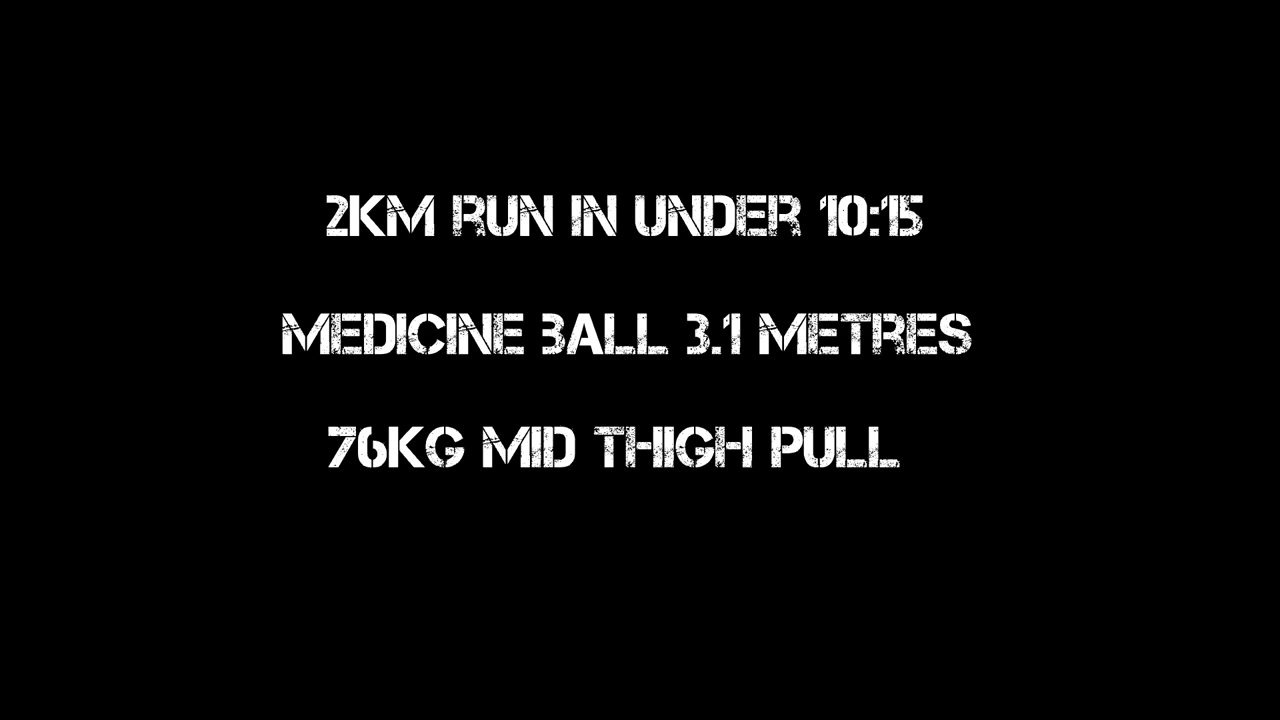 2KM RUN IN UNDER 10:15
MEDICINE BALL 3.1 METRES
76KG MID THIGH PULL